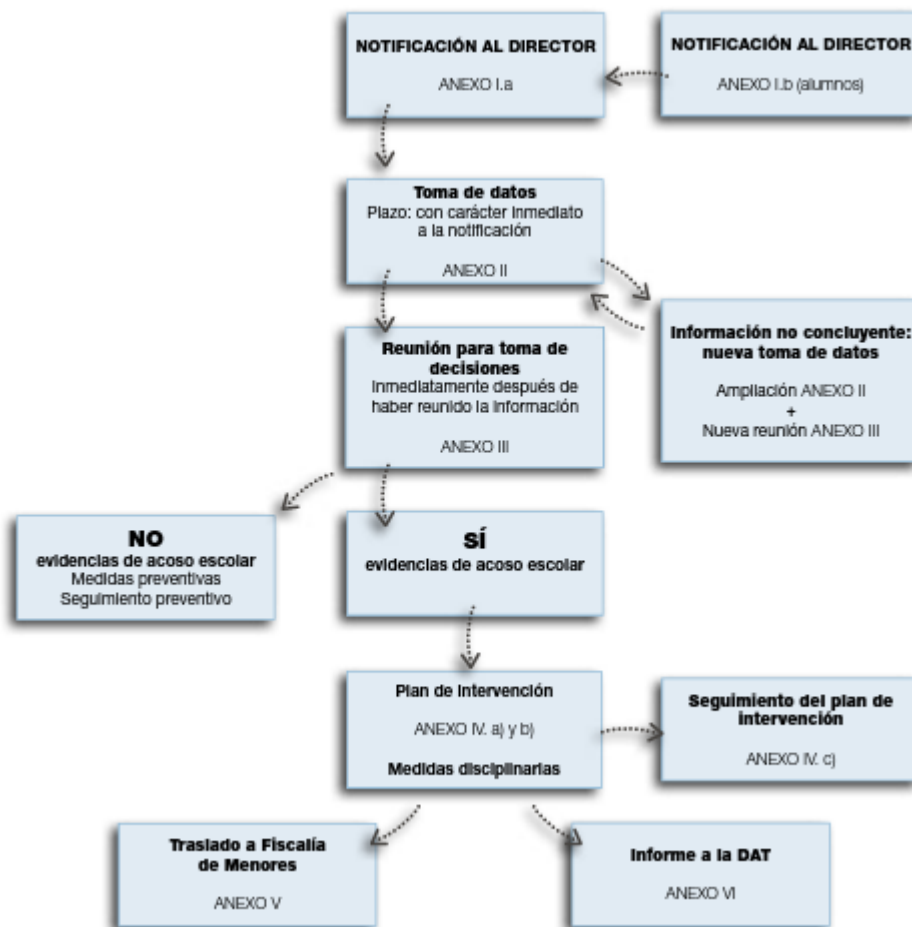 NOTIFICACIÓN AL DIRECTOR
ANEXO I.a
NOTIFICACIÓN AL DIRECTOR
ANEXO I.b (alumnos)
Toma de datos
Plazo: con carácter inmediato
a la notificación
ANEXO II
Información no concluyente:
nueva toma de datos
Ampliación ANEXO II
+
Nueva reunión ANEXO III
Reunión para toma de
decisiones
Inmediatamente después de
haber reunido la información
ANEXO III
NO
evidencias de acoso escolar
Medidas preventivas
Seguimiento preventivo
SÍ
evidencias de acoso escolar
Plan de intervención
ANEXO IV. a) y b)
Medidas disciplinarias
Seguimiento del plan de
intervención
ANEXO IV. c)
Traslado a Fiscalía
de Menores
ANEXO V
Informe a la DAT
ANEXO VI